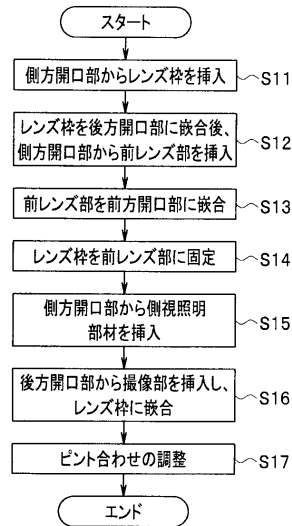 スタート
側方開口部からレンズ枠を挿入
S11
レンズ枠を後方開口部に嵌合後、
側方開口部から前レンズ部を挿入
S12
前レンズ部を前方開口部に嵌合
S13
レンズ枠を前レンズ部に固定
S14
側方開口部から側視照明
部材を挿入
S15
後方開口部から撮像部を挿入し、
レンズ枠に嵌合
S16
ピント合わせの調整
S17
エンド